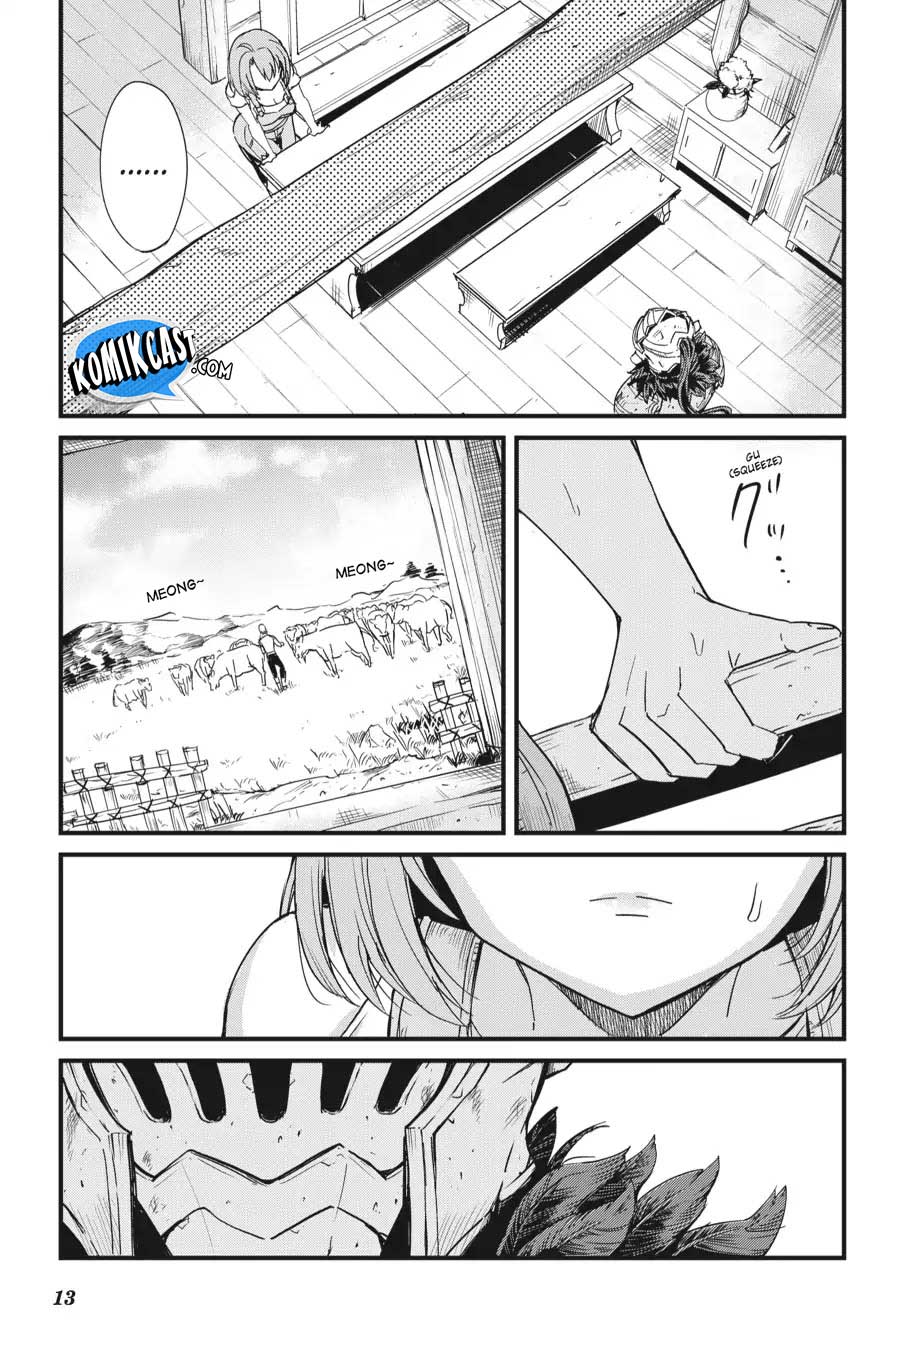 ......
KOMIKCAST
.COM
GU
(SQUEEZE)
グッ...
MEONG~
MEONG~
13